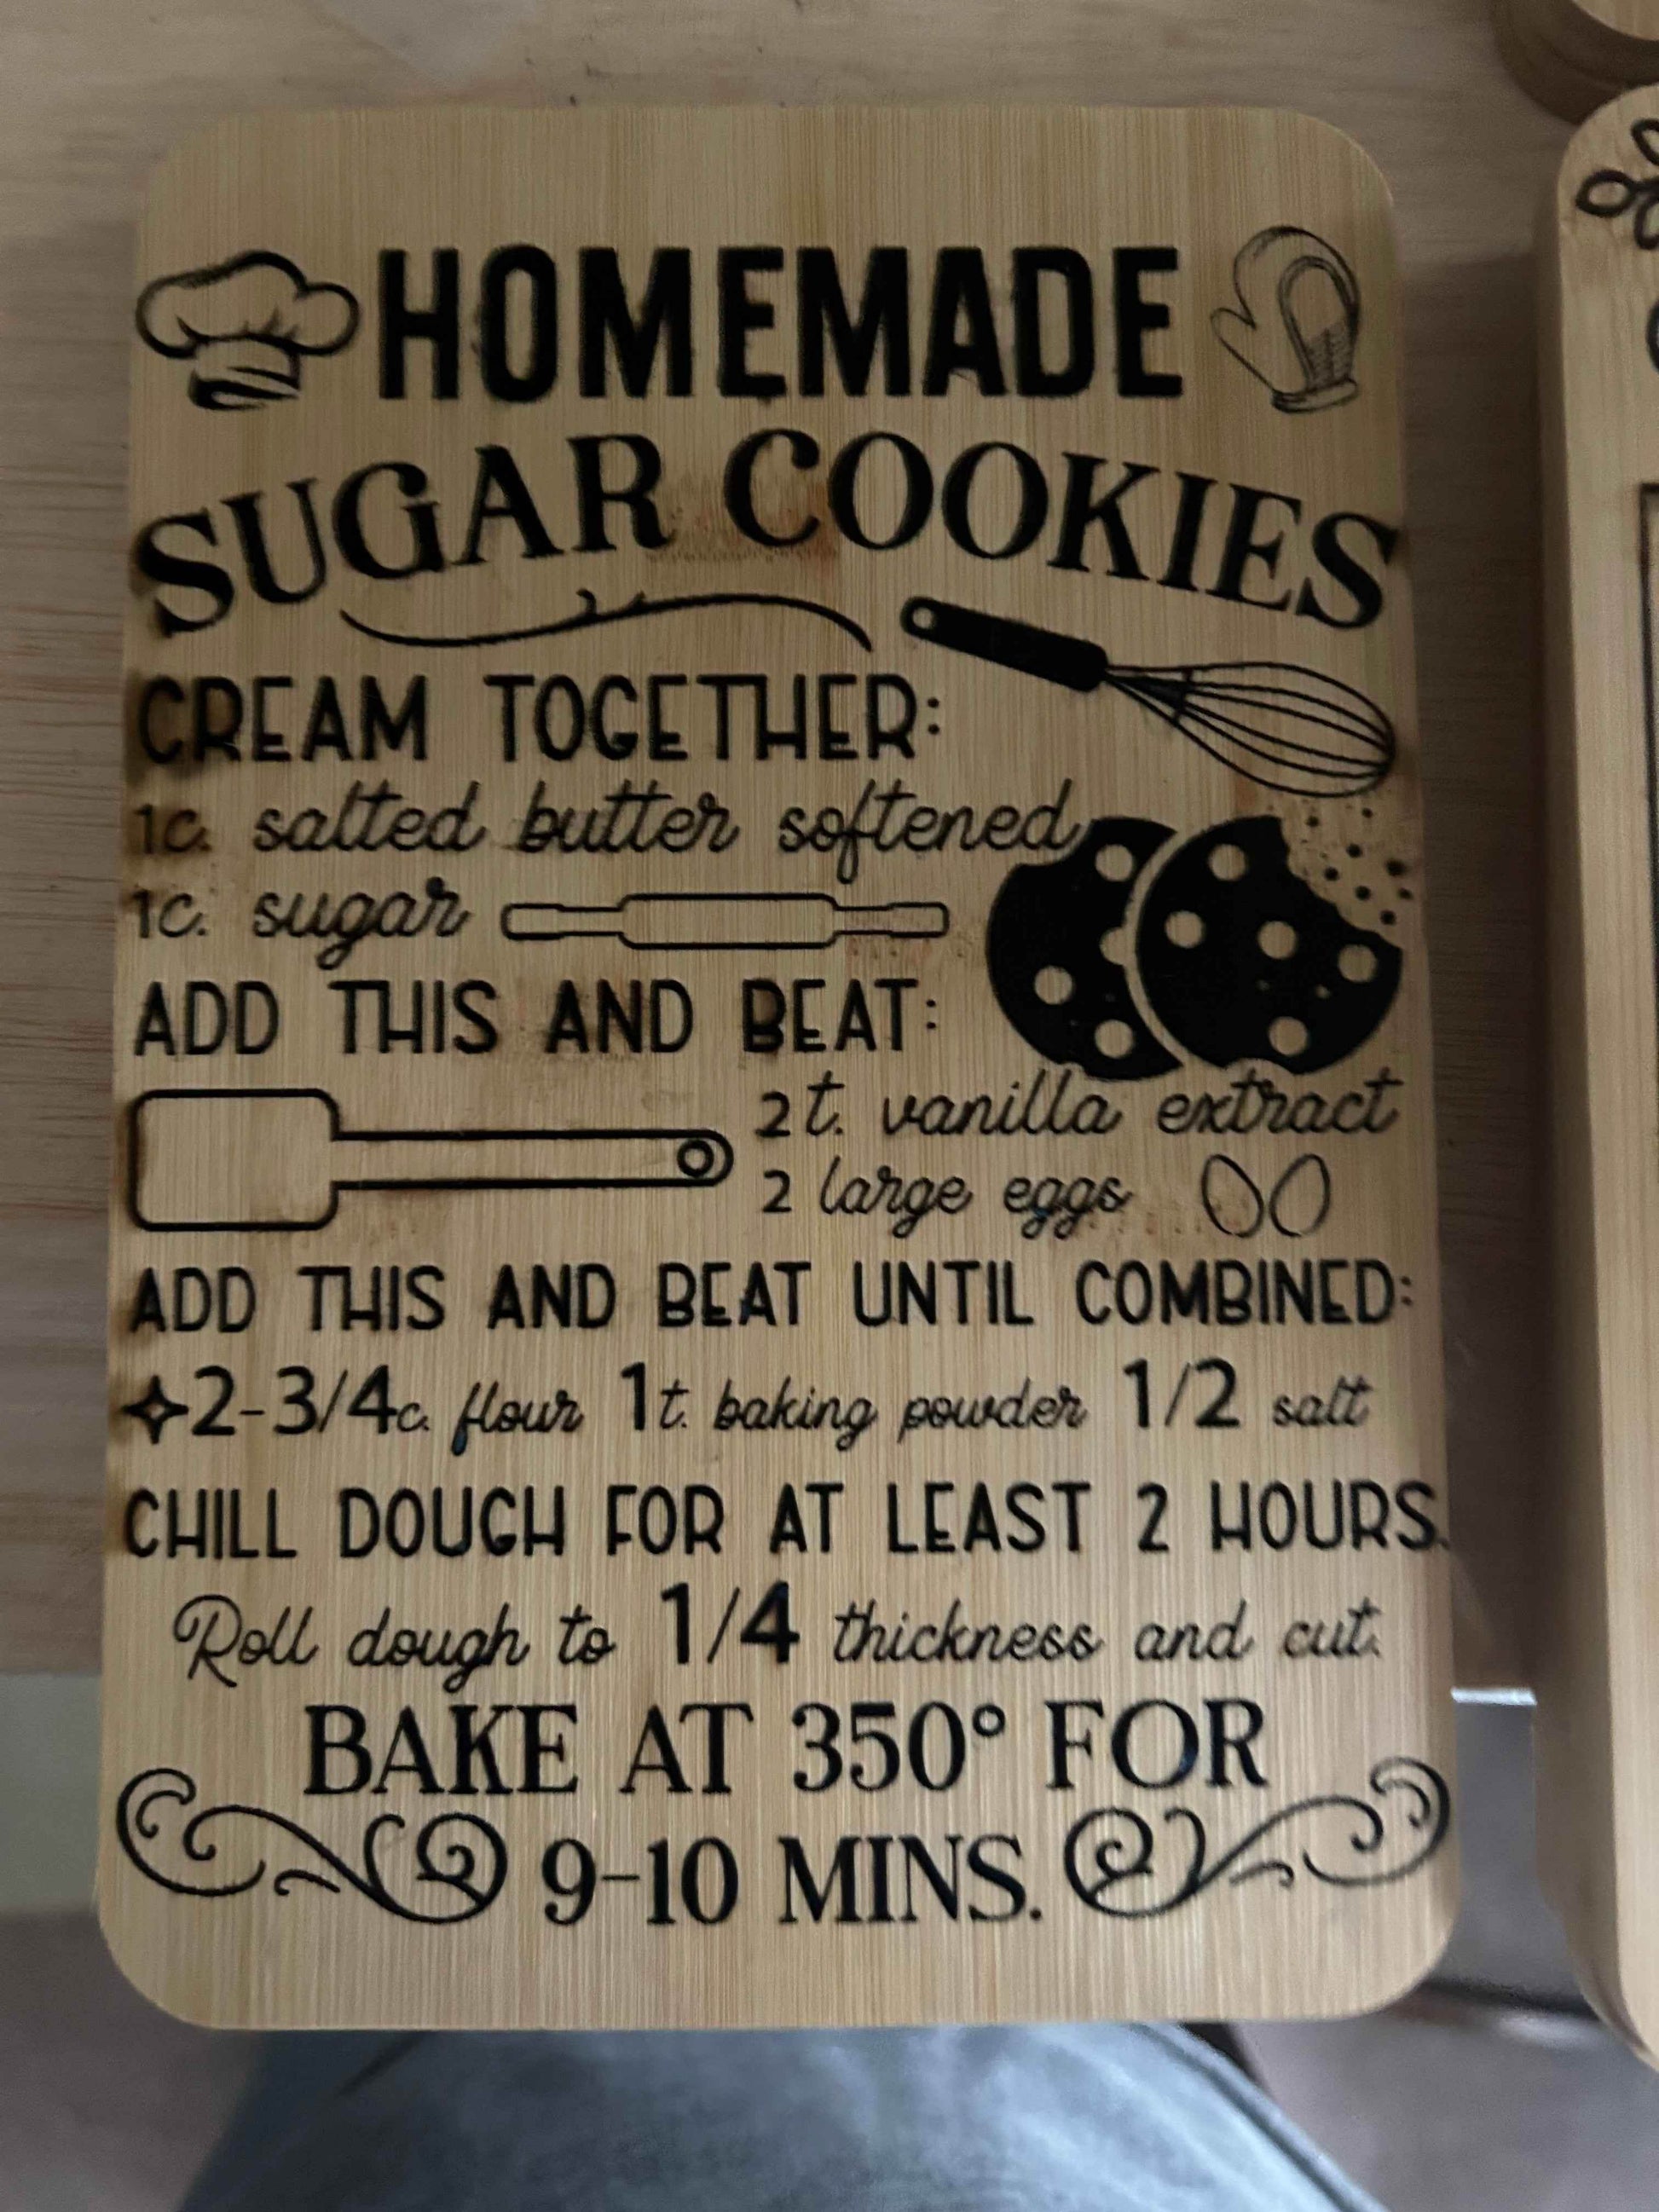 HOMEMADE
SUGAR COOKIES
CREAM TOGETHER:
1c. salted butter softened
1c. sugar
ADD THIS AND BEAT:
2t. vanilla extract
2 large eggs
ADD THIS AND BEAT UNTIL COMBINED:
2-3/4c. flour 1t. baking powder 1/2 salt
CHILL DOUGH FOR AT LEAST 2 HOURS.
Roll dough to 1/4 thickness and cut.
BAKE AT 350° FOR
9-10 MINS.